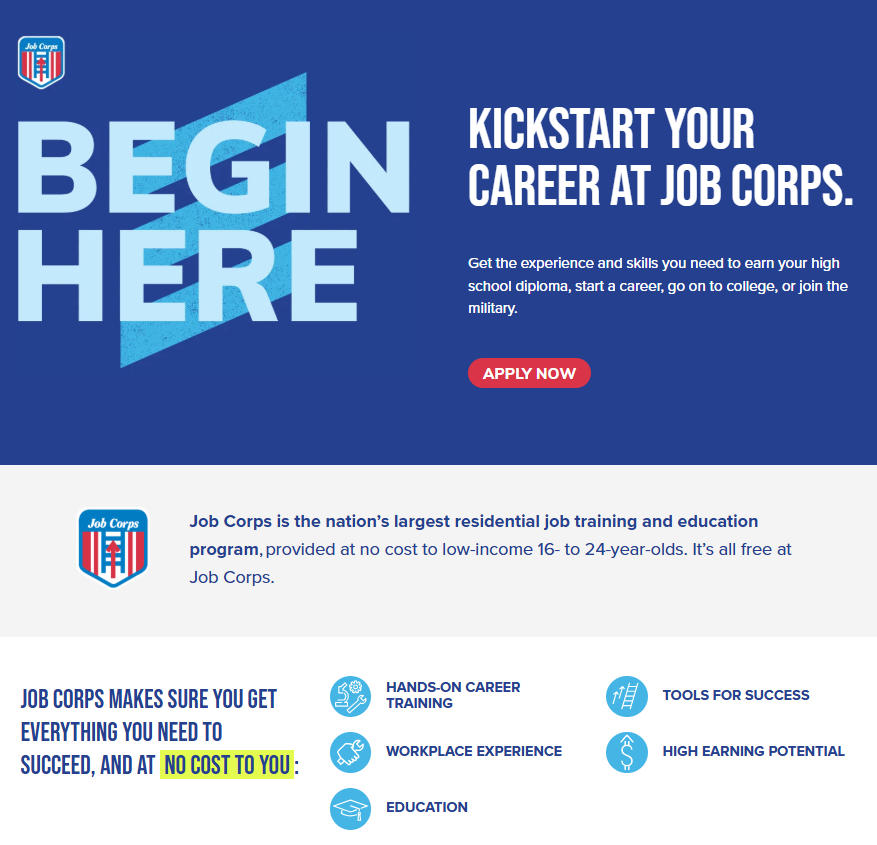 Job Corps
BEGIN
HERE
KICKSTART YOUR
CAREER AT JOB CORPS.
Get the experience and skills you need to earn your high
school diploma, start a career, go on to college, or join the
military.
APPLY NOW
Job Corps
Job Corps is the nation’s largest residential job training and education
program, provided at no cost to low-income 16- to 24-year-olds. It’s all free at
Job Corps.
JOB CORPS MAKES SURE YOU GET
EVERYTHING YOU NEED TO
SUCCEED, AND AT NO COST TO YOU:
HANDS-ON CAREER
TRAINING
WORKPLACE EXPERIENCE
EDUCATION
TOOLS FOR SUCCESS
HIGH EARNING POTENTIAL